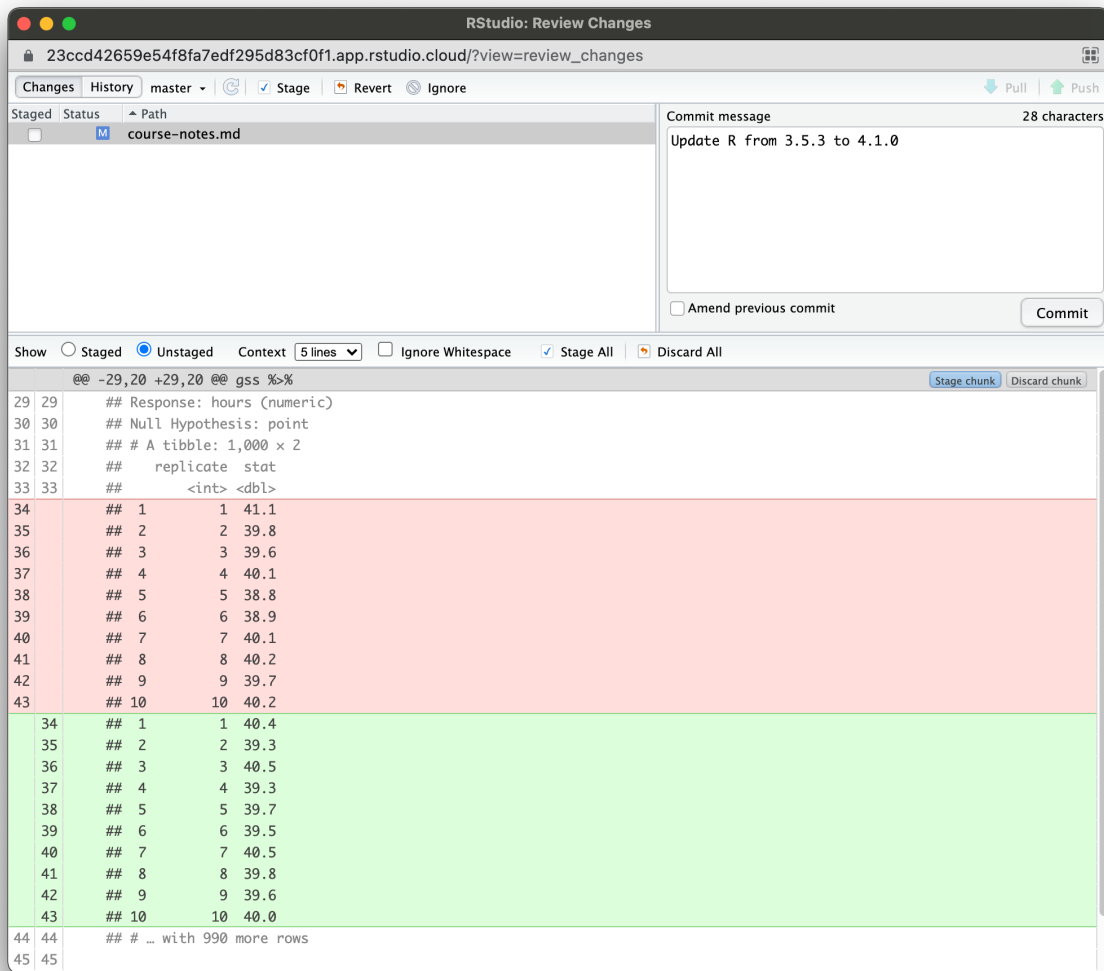 RStudio: Review Changes
23ccd42659e54f8fa7edf295d83cf0f1.app.rstudio.cloud/?view=review_changes
Changes History master Stage Revert Ignore Pull Push
Staged Status Path
M course-notes.md
Commit message 28 characters
Update R from 3.5.3 to 4.1.0
Amend previous commit
Commit
Show Staged Unstaged Context 5 lines Ignore Whitespace Stage All Discard All
@@ -29,20 +29,20 @@ gss %>% Stage chunk Discard chunk
29 29 ## Response: hours (numeric)
30 30 ## Null Hypothesis: point
31 31 ## # A tibble: 1,000 × 2
32 32 ## replicate stat
33 33 ## <int> <dbl>
34 ## 1 1 41.1
35 ## 2 2 39.8
36 ## 3 3 39.6
37 ## 4 4 40.1
38 ## 5 5 38.8
39 ## 6 6 38.9
40 ## 7 7 40.1
41 ## 8 8 40.2
42 ## 9 9 39.7
43 ## 10 10 40.2
34 ## 1 1 40.4
35 ## 2 2 39.3
36 ## 3 3 40.5
37 ## 4 4 39.3
38 ## 5 5 39.7
39 ## 6 6 39.5
40 ## 7 7 40.5
41 ## 8 8 39.8
42 ## 9 9 39.6
43 ## 10 10 40.0
44 44 ## # … with 990 more rows
45 45